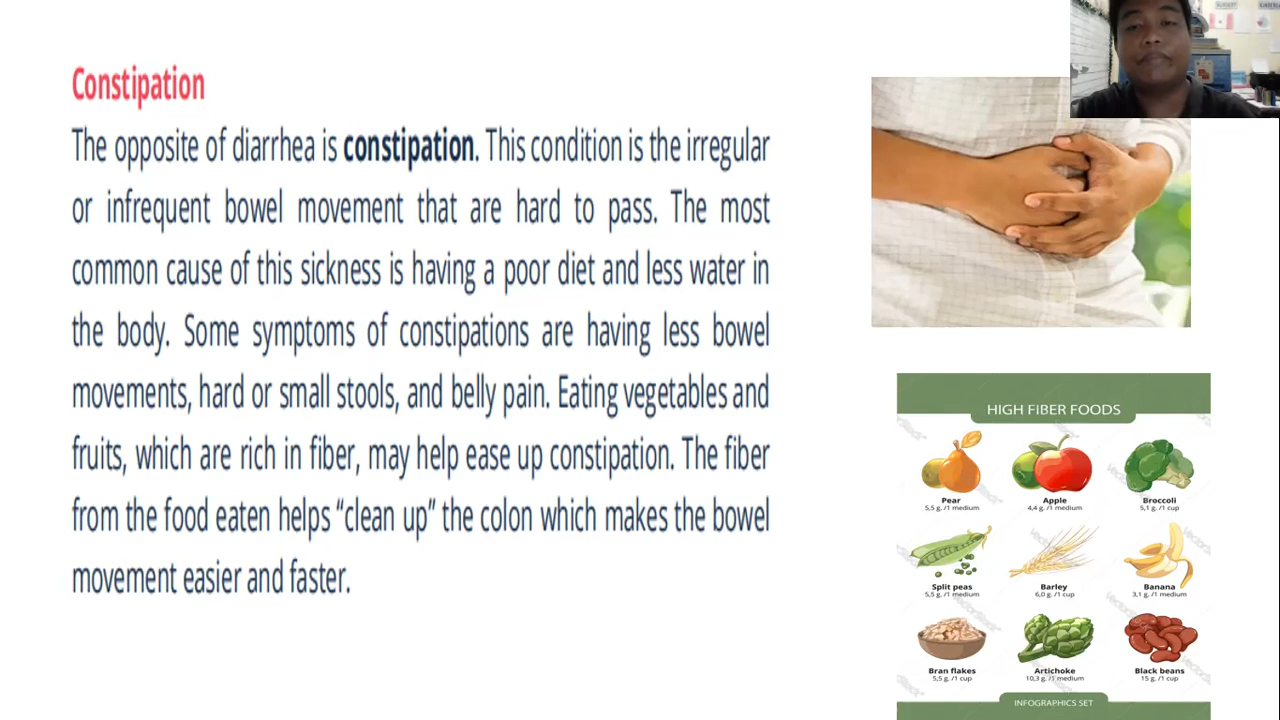 Constipation
The opposite of diarrhea is constipation. This condition is the irregular
or infrequent bowel movement that are hard to pass. The most
common cause of this sickness is having a poor diet and less water in
the body. Some symptoms of constipations are having less bowel
movements, hard or small stools, and belly pain. Eating vegetables and
fruits, which are rich in fiber, may help ease up constipation. The fiber
from the food eaten helps “clean up” the colon which makes the bowel
movement easier and faster.
HIGH FIBER FOODS
Pear
5,5 g. /1 medium
Apple
4,4 g. /1 medium
Broccoli
5,1 g. /1 cup
Split peas
5,5 g. /1 medium
Barley
6,0 g. /1 cup
Banana
3,1 g. /1 medium
Bran flakes
5,5 g. /1 cup
Artichoke
10,3 g. /1 medium
Black beans
15 g. /1 cup
INFOGRAPHICS SET